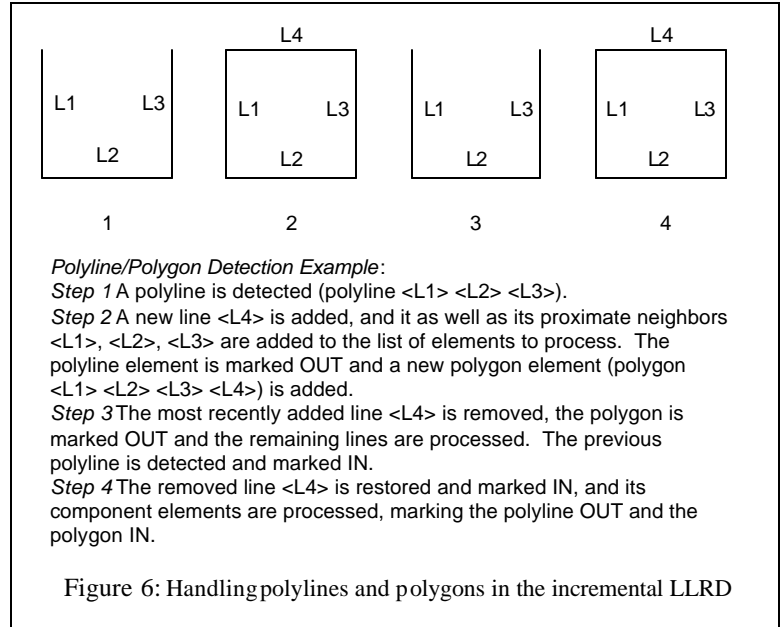 L4 L4
L1 L3 L1 L3 L1 L3 L1 L3
L2 L2 L2 L2
1 2 3 4
Polyline/Polygon Detection Example:
Step 1 A polyline is detected (polyline <L1> <L2> <L3>).
Step 2 A new line <L4> is added, and it as well as its proximate neighbors
<L1>, <L2>, <L3> are added to the list of elements to process. The
polyline element is marked OUT and a new polygon element (polygon
<L1> <L2> <L3> <L4>) is added.
Step 3 The most recently added line <L4> is removed, the polygon is
marked OUT and the remaining lines are processed. The previous
polyline is detected and marked IN.
Step 4 The removed line <L4> is restored and marked IN, and its
component elements are processed, marking the polyline OUT and the
polygon IN.
Figure 6: Handling polylines and polygons in the incremental LLRD